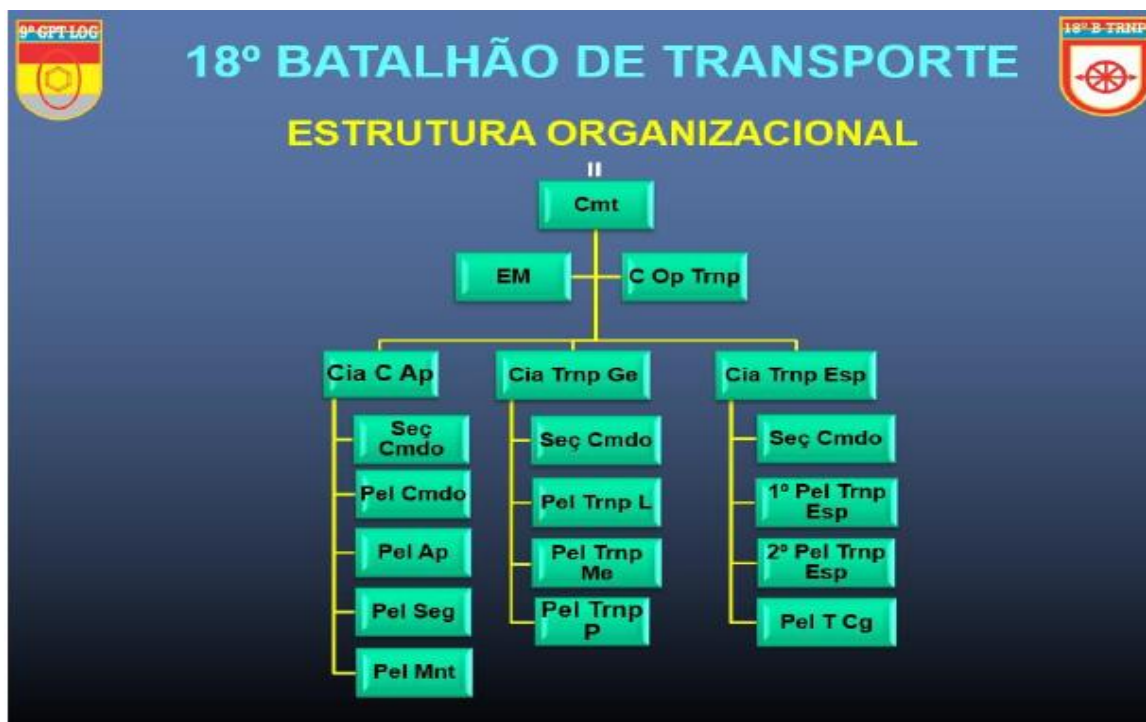 9º GPT LOG
18º B TRNP
18º BATALHÃO DE TRANSPORTE
ESTRUTURA ORGANIZACIONAL
II
Cmt
EM
C Op Trnp
Cia C Ap
Cia Trnp Ge
Cia Trnp Esp
Seç
Cmdo
Pel Cmdo
Pel Ap
Pel Seg
Pel Mnt
Seç Cmdo
Pel Trnp L
Pel Trnp
Me
Pel Trnp
P
Seç Cmdo
1º Pel Trnp
Esp
2º Pel Trnp
Esp
Pel T Cg